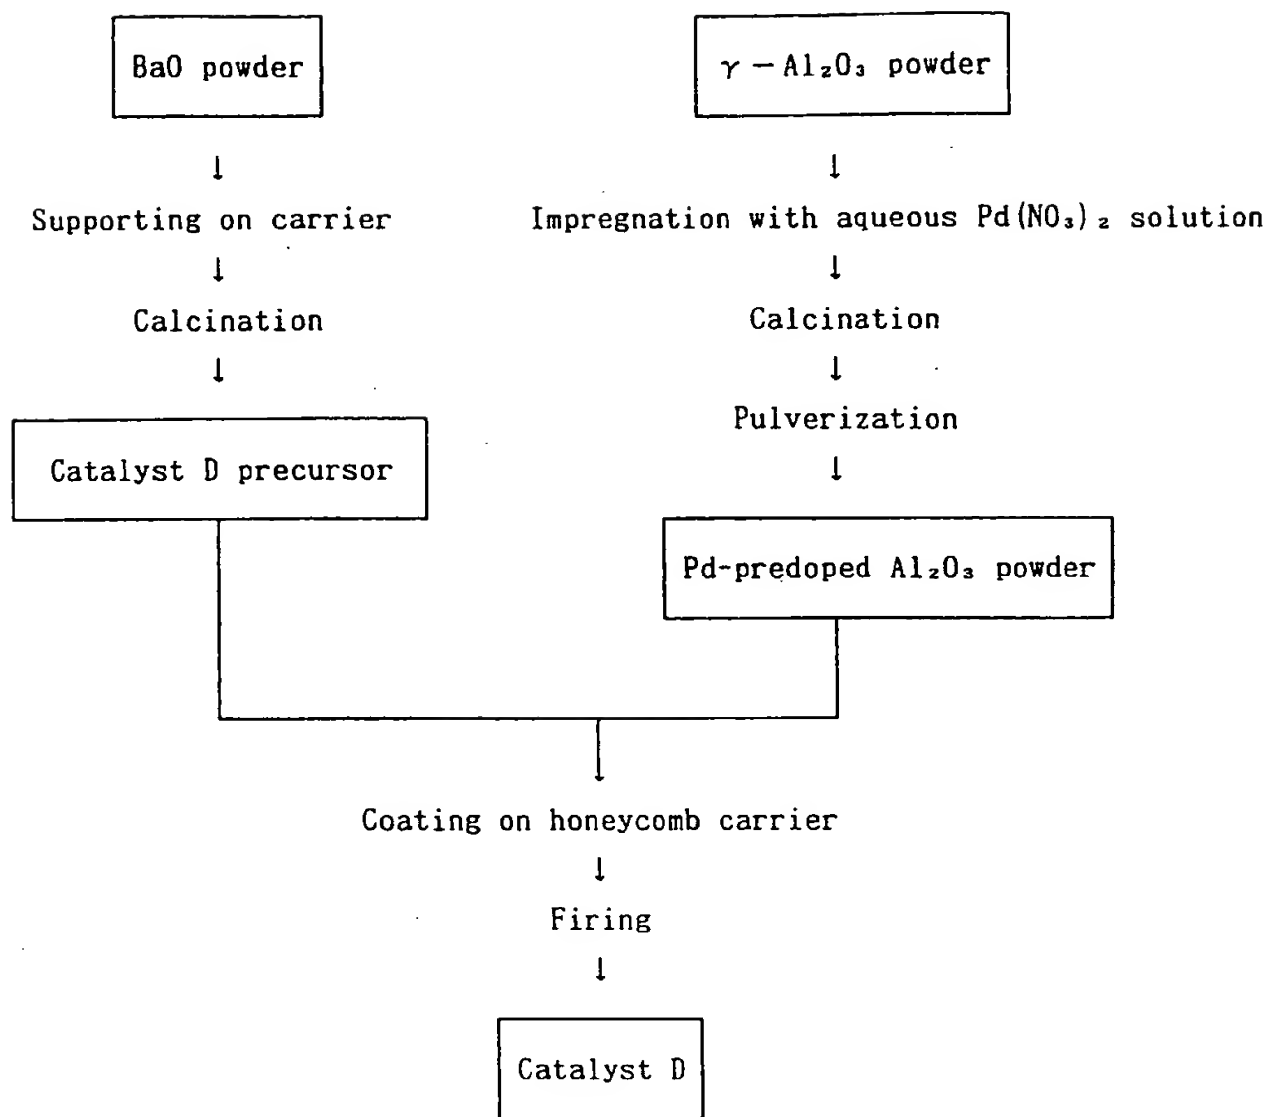 BaO powder
γ-Al₂O₃ powder
↓
↓
Supporting on carrier
Impregnation with aqueous Pd(NO₃)₂ solution
↓
↓
Calcination
Calcination
↓
↓
Pulverization
Catalyst D precursor
↓
Pd-predoped Al₂O₃ powder
Coating on honeycomb carrier
↓
Firing
↓
Catalyst D